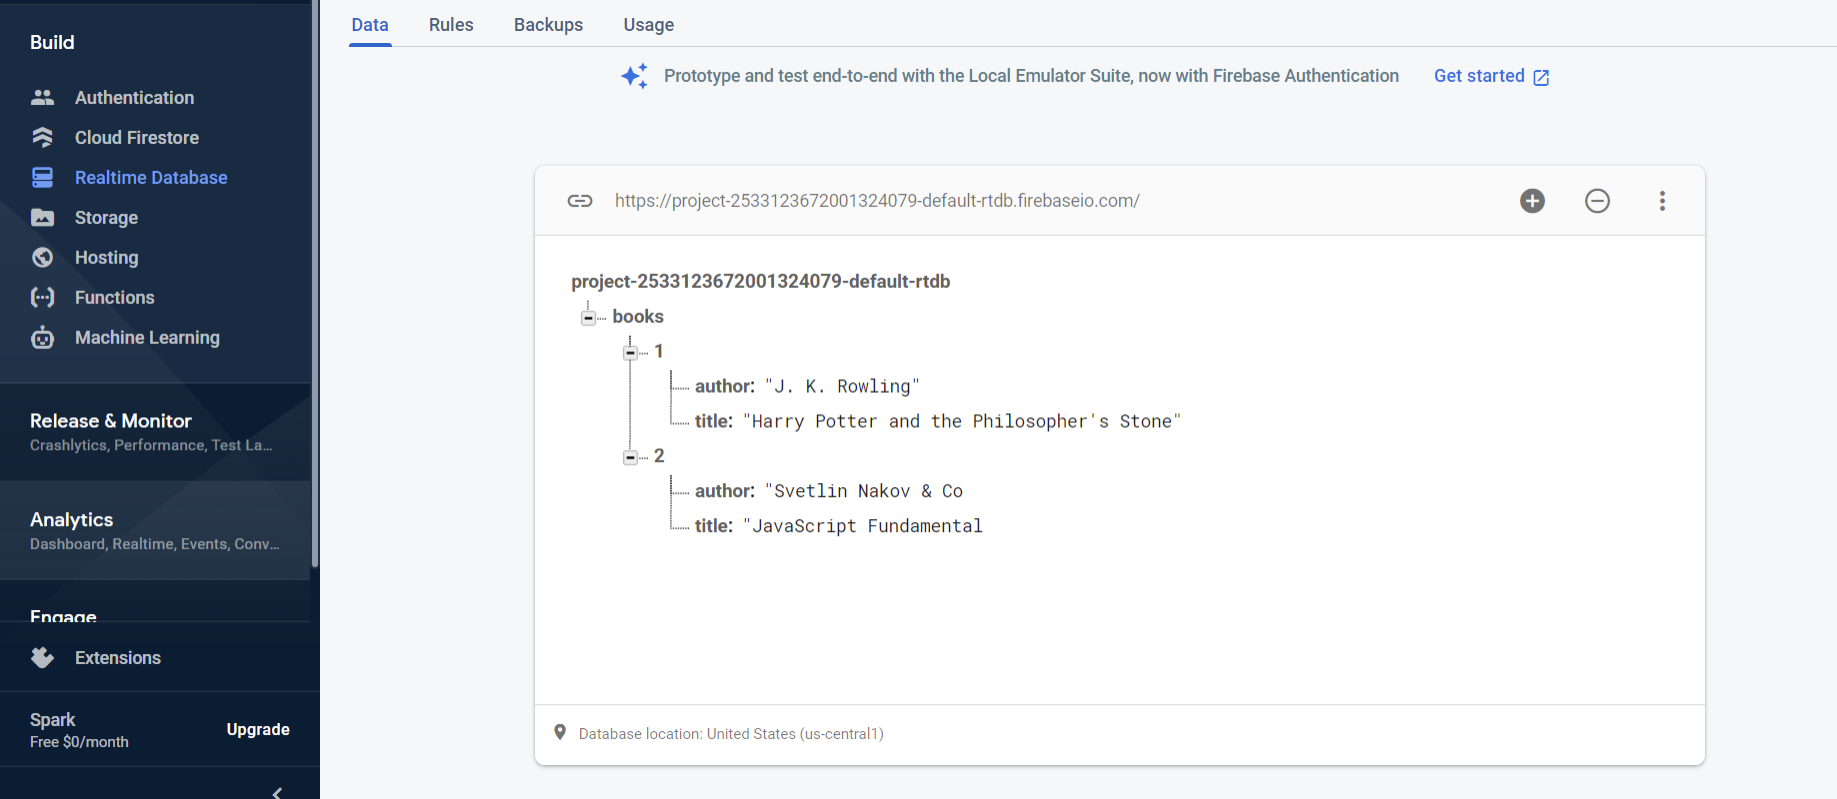 Build
Authentication
Cloud Firestore
Realtime Database
Storage
Hosting
Functions
Machine Learning
Release & Monitor
Crashlytics, Performance, Test La...
Analytics
Dashboard, Realtime, Events, Conv...
Engage
Extensions
Spark
Free $0/month
Upgrade
Data Rules Backups Usage
Prototype and test end-to-end with the Local Emulator Suite, now with Firebase Authentication Get started
https://project-2533123672001324079-default-rtdb.firebaseio.com/
project-2533123672001324079-default-rtdb
books
1
author: "J. K. Rowling"
title: "Harry Potter and the Philosopher's Stone"
2
author: "Svetlin Nakov & Co
title: "JavaScript Fundamental
Database location: United States (us-central1)